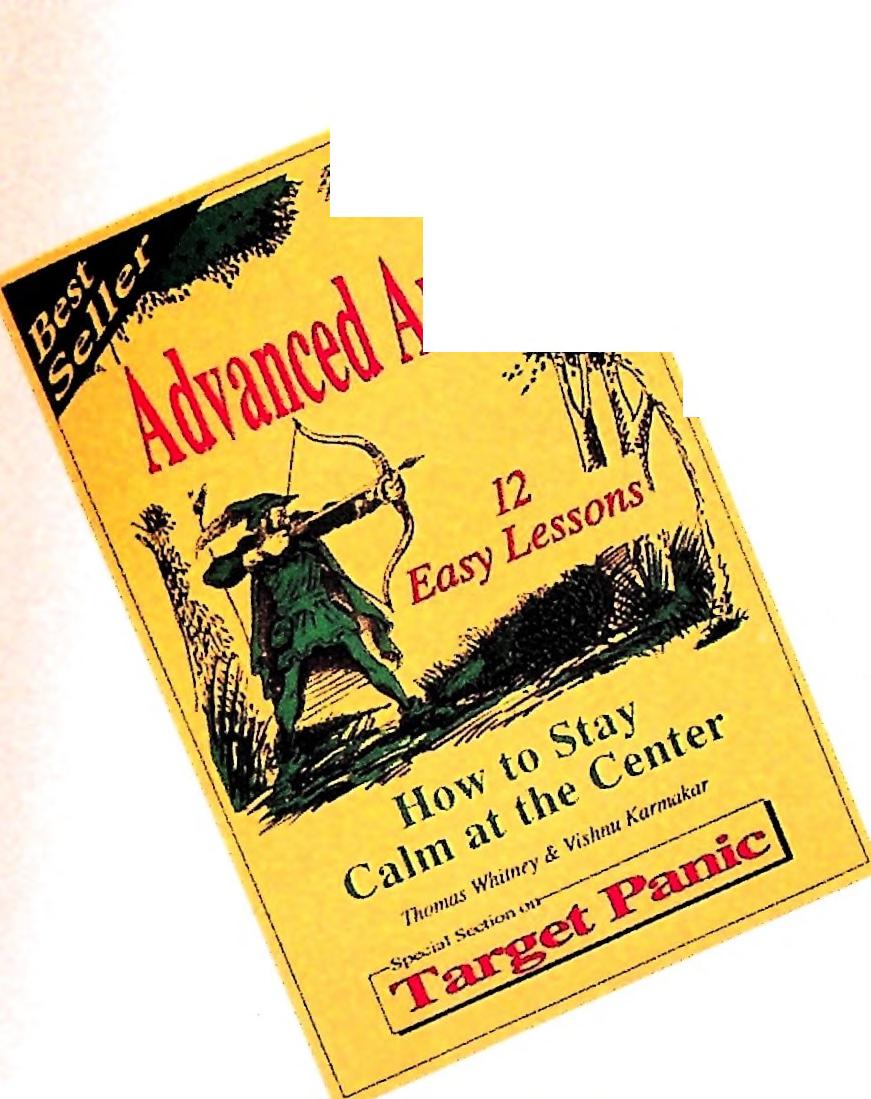 Best
Seller
Advanced
12
Easy Lessons
How to Stay
Calm at the Center
Thomas Whitney & Vishnu Karmakar
Special Section on
Target Panic